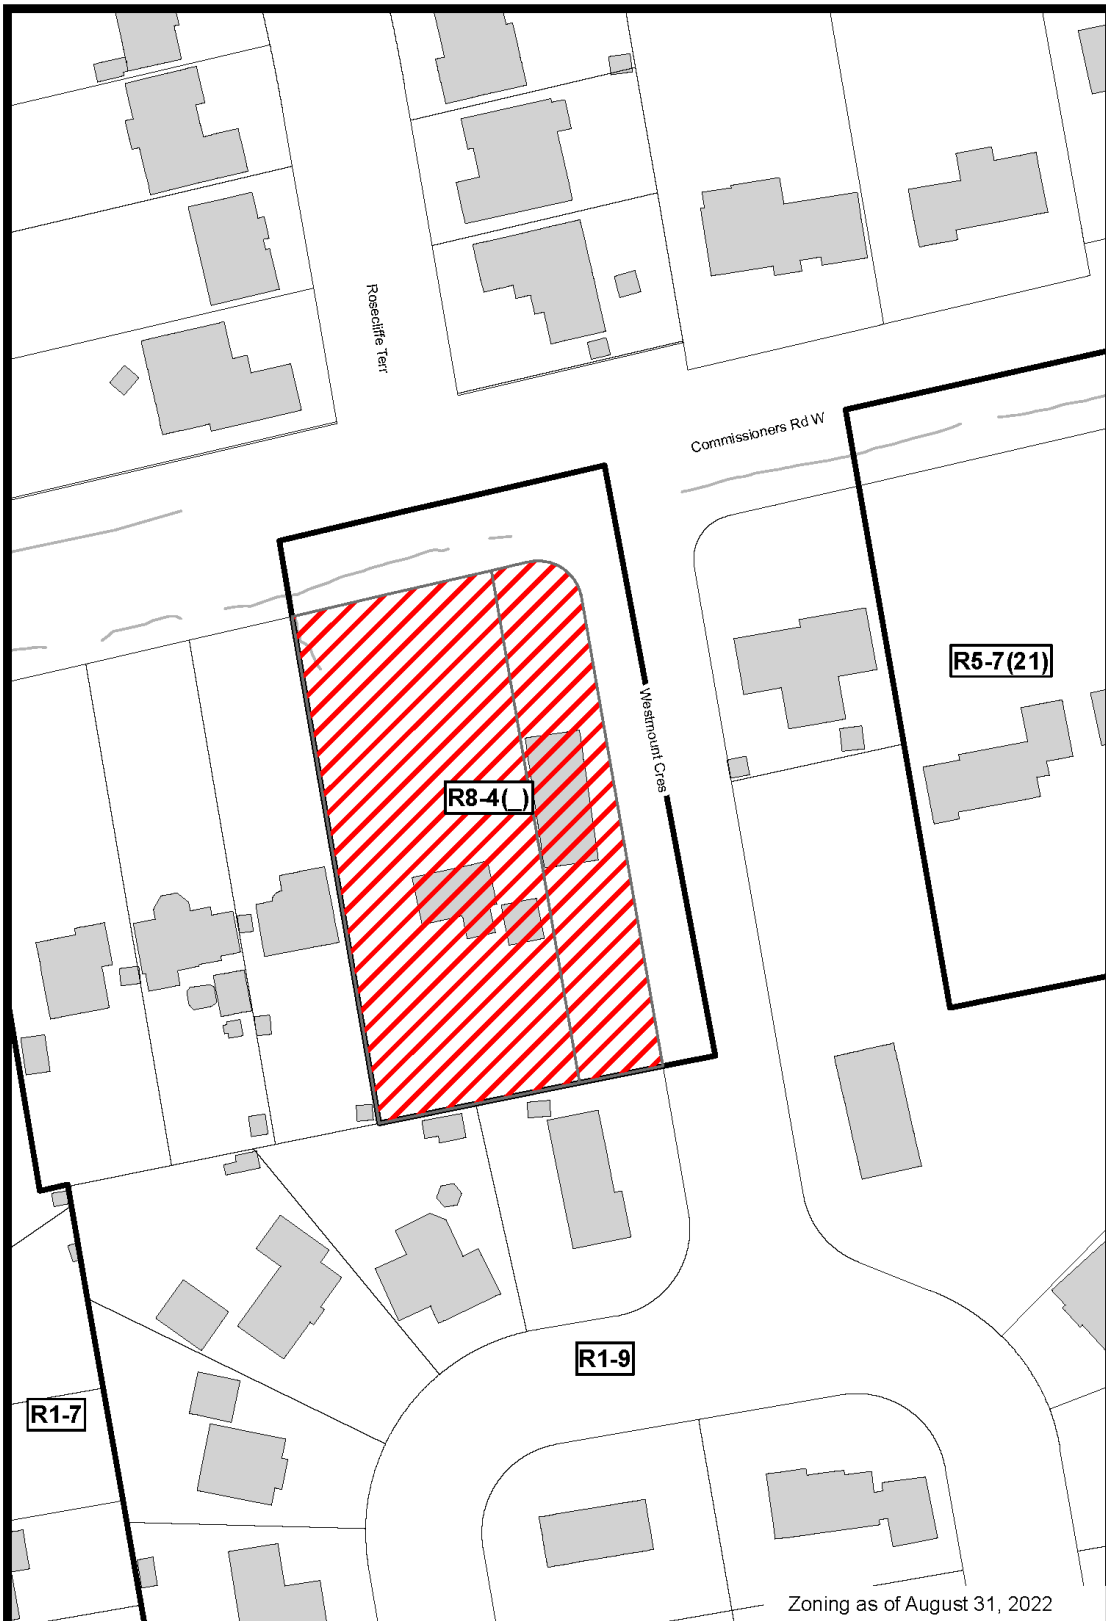 Rosecliffe Terr
Commissioners Rd W
R5-7(21)
Westmount Cres
R8-4(_)
R1-9
R1-7
Zoning as of August 31, 2022